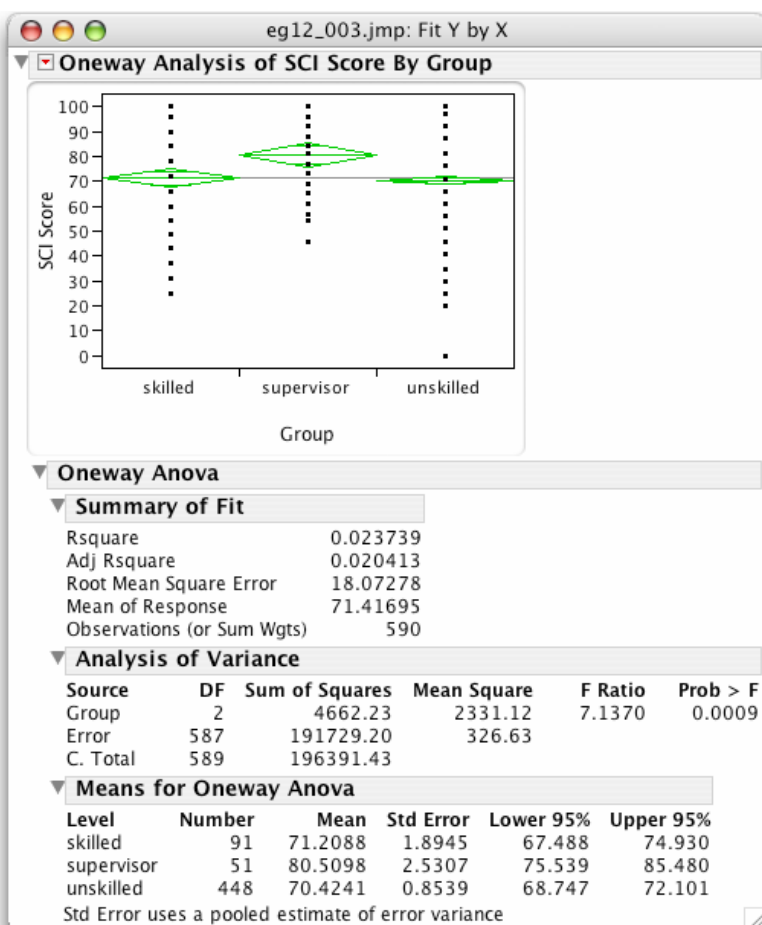 eg12_003.jmp: Fit Y by X
Oneway Analysis of SCI Score By Group
100
90
80
70
60
50
40
30
20
10
0
SCI Score
skilled supervisor unskilled
Group
Oneway Anova
Summary of Fit
Rsquare 0.023739
Adj Rsquare 0.020413
Root Mean Square Error 18.07278
Mean of Response 71.41695
Observations (or Sum Wgts) 590
Analysis of Variance
Source DF Sum of Squares Mean Square F Ratio Prob > F
Group 2 4662.23 2331.12 7.1370 0.0009
Error 587 191729.20 326.63
C. Total 589 196391.43
Means for Oneway Anova
Level Number Mean Std Error Lower 95% Upper 95%
skilled 91 71.2088 1.8945 67.488 74.930
supervisor 51 80.5098 2.5307 75.539 85.480
unskilled 448 70.4241 0.8539 68.747 72.101
Std Error uses a pooled estimate of error variance